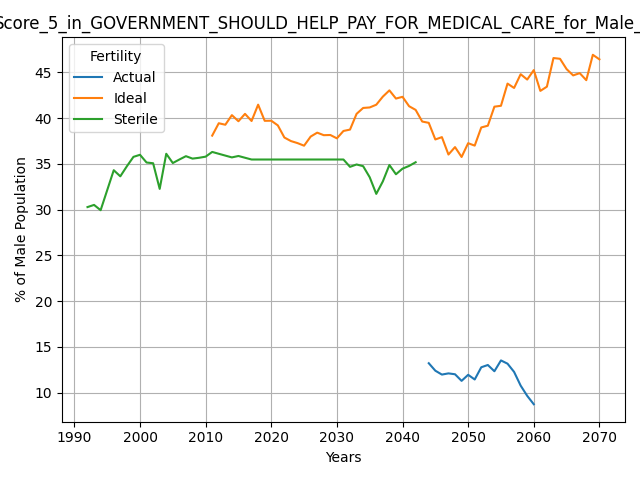 Score_5_in_GOVERNMENT_SHOULD_HELP_PAY_FOR_MEDICAL_CARE_for_Male_
Fertility
Actual
Ideal
Sterile
% of Male Population
45
40
35
30
25
20
15
10
1990 2000 2010 2020 2030 2040 2050 2060 2070
Years